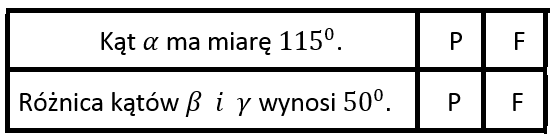 Kąt α ma miarę 115⁰. P F
Różnica kątów β i γ wynosi 50⁰. P F